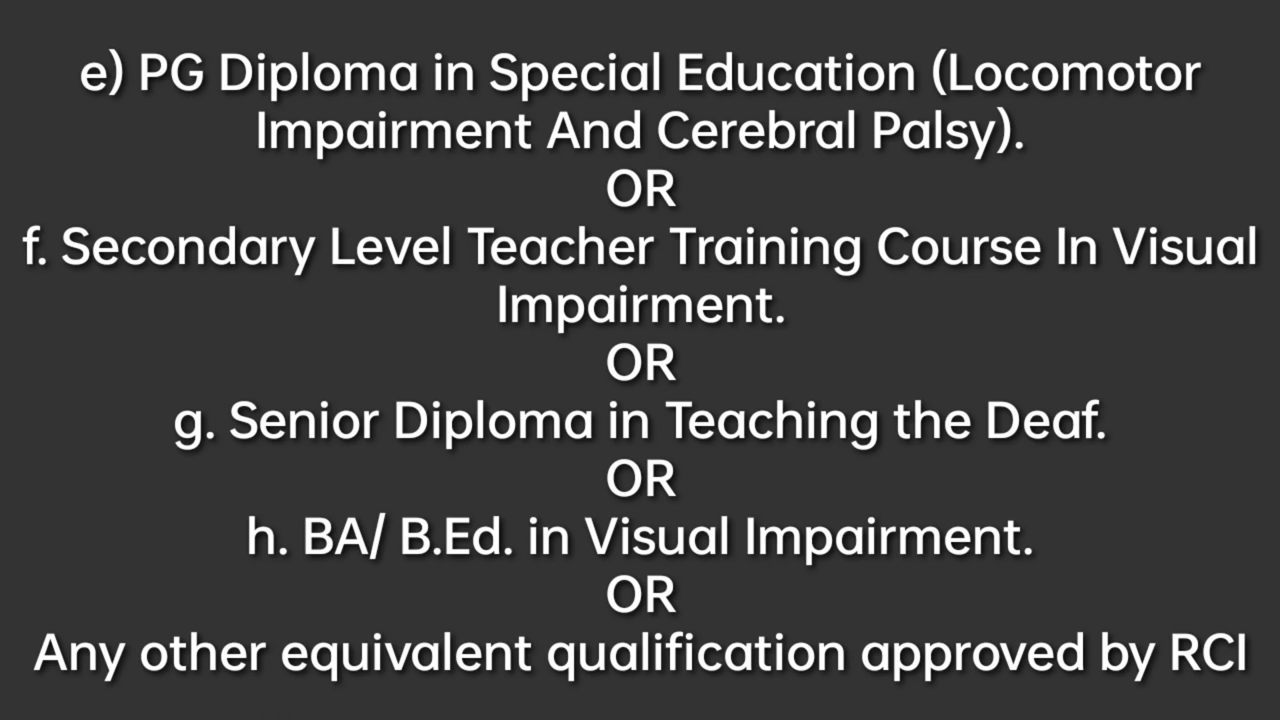 e) PG Diploma in Special Education (Locomotor
Impairment And Cerebral Palsy).
OR
f. Secondary Level Teacher Training Course In Visual
Impairment.
OR
g. Senior Diploma in Teaching the Deaf.
OR
h. BA/ B.Ed. in Visual Impairment.
OR
Any other equivalent qualification approved by RCI